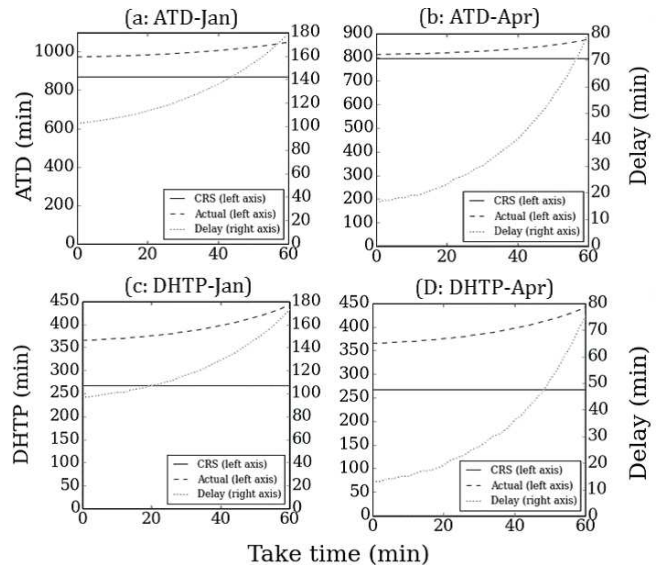 (a: ATD-Jan)
(b: ATD-Apr)
ATD (min)
1000
800
600
400
200
0
0 20 40 60
180
160
140
120
100
80
60
40
20
0
CRS (left axis)
Actual (left axis)
Delay (right axis)
900
800
700
600
500
400
300
200
100
0
0 20 40 60
80
70
60
50
40
30
20
10
0
CRS (left axis)
Actual (left axis)
Delay (right axis)
Delay (min)
(c: DHTP-Jan)
(D: DHTP-Apr)
DHTP (min)
450
400
350
300
250
200
150
100
50
0
0 20 40 60
180
160
140
120
100
80
60
40
20
0
CRS (left axis)
Actual (left axis)
Delay (right axis)
450
400
350
300
250
200
150
100
50
0
0 20 40 60
80
70
60
50
40
30
20
10
0
CRS (left axis)
Actual (left axis)
Delay (right axis)
Delay (min)
Take time (min)